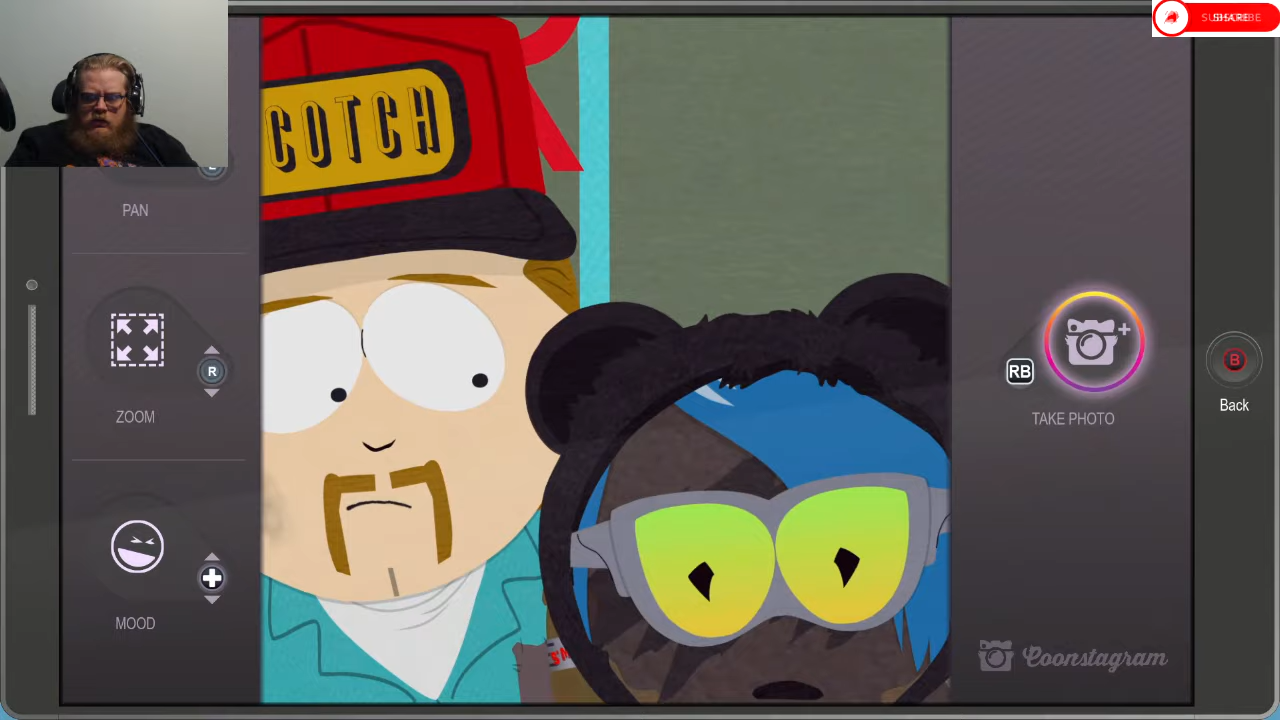 COTCH
PAN
ZOOM
R
MOOD
RB
TAKE PHOTO
B
Back
Coonstagram